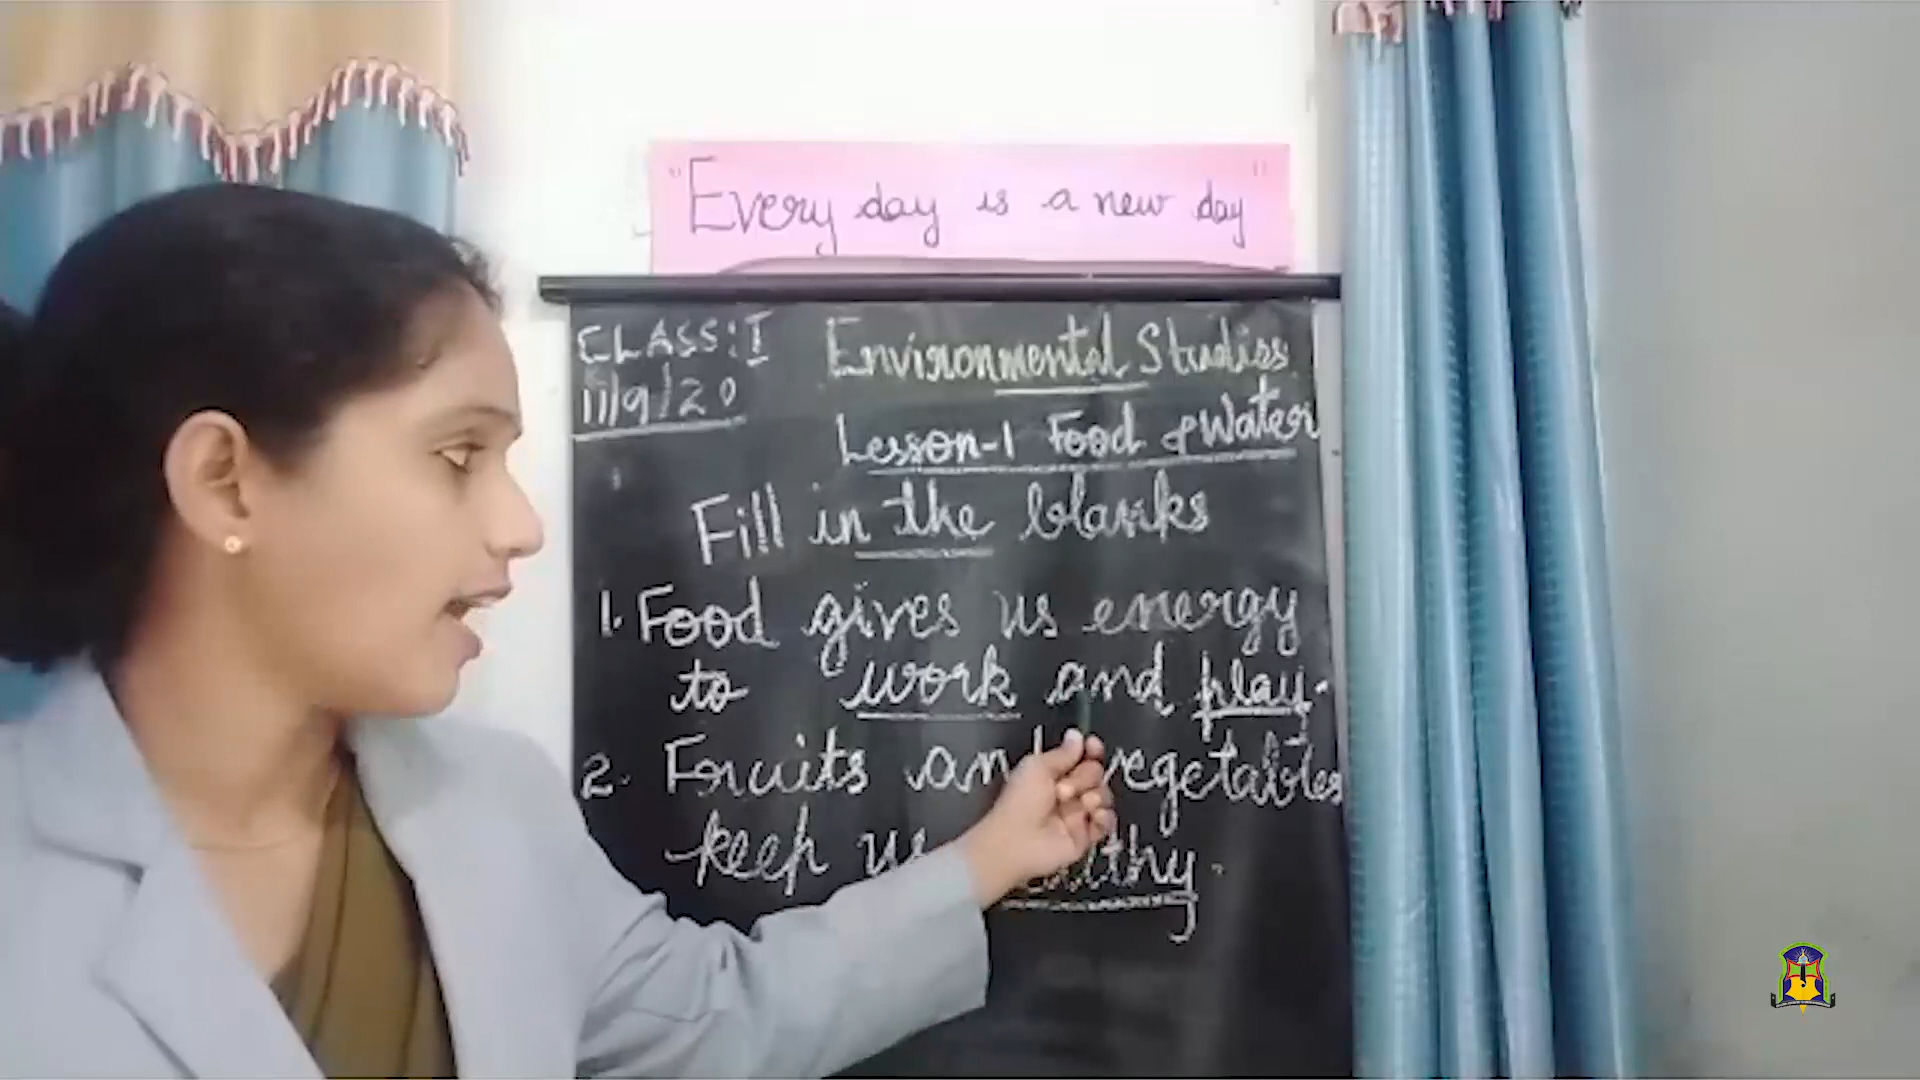 "Every day is a new day"
CLASS: I
11/9/20
Environmental Studies
Lesson-1 Food & Water
Fill in the blanks
1. Food gives us energy
to work and play.
2. Fruits and vegetables
keep us healthy.